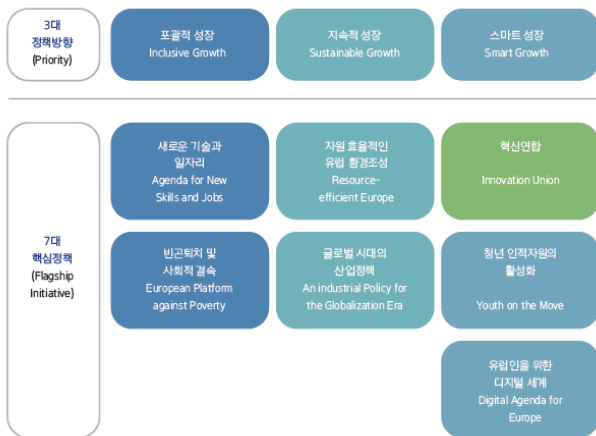 3대
정책방향
(Priority)
포괄적 성장
Inclusive Growth
지속적 성장
Sustainable Growth
스마트 성장
Smart Growth
7대
핵심정책
(Flagship
Initiative)
새로운 기술과
일자리
Agenda for New
Skills and Jobs
자원 효율적인
유럽 환경조성
Resource-
efficient Europe
혁신연합
Innovation Union
빈곤퇴치 및
사회적 결속
European Platform
against Poverty
글로벌 시대의
산업정책
An industrial Policy for
the Globalization Era
청년 인적자원의
활성화
Youth on the Move
유럽인을 위한
디지털 세계
Digital Agenda for
Europe